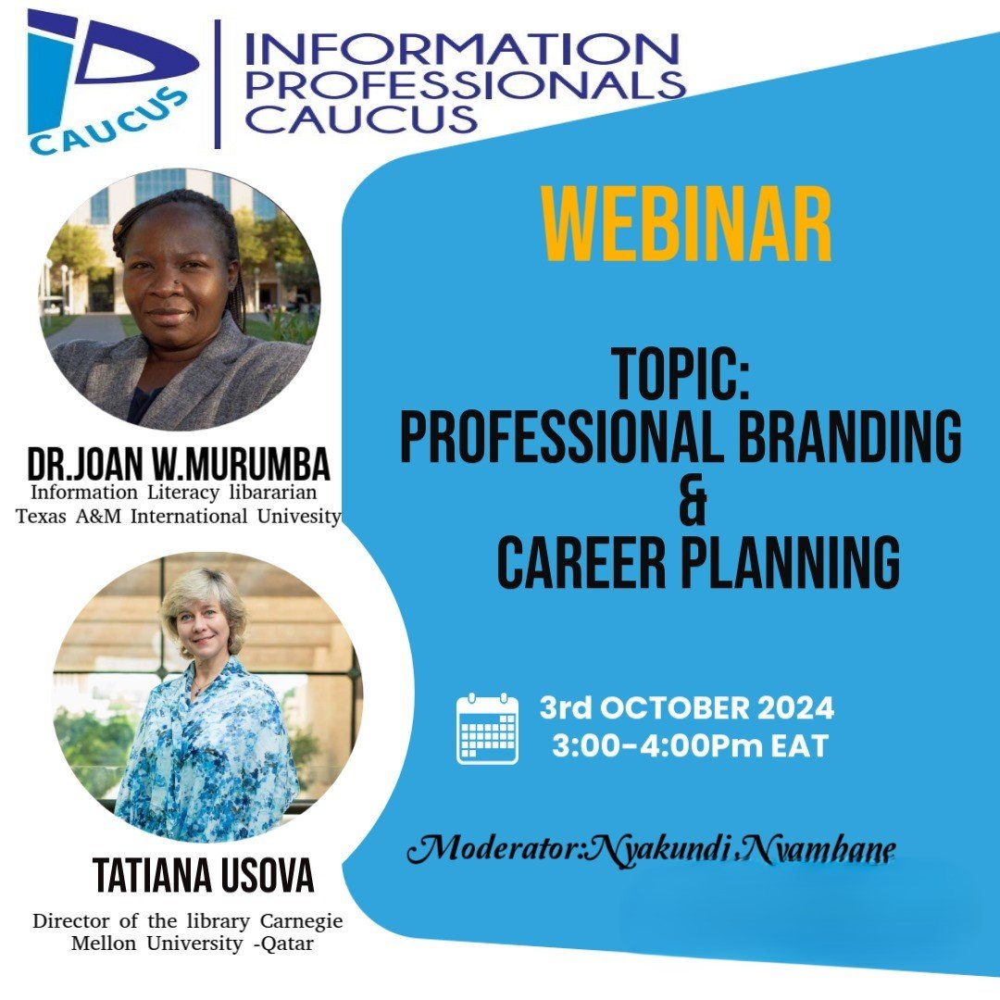 iP
CAUCUS
INFORMATION
PROFESSIONALS
CAUCUS
WEBINAR
TOPIC:
PROFESSIONAL BRANDING
&
CAREER PLANNING
DR.JOAN W.MURUMBA
Information Literacy libararian
Texas A&M International Univesity
TATIANA USOVA
Director of the library Carnegie
Mellon University -Qatar
3rd OCTOBER 2024
3:00-4:00Pm EAT
Moderator:Nyakundi,Nyambane